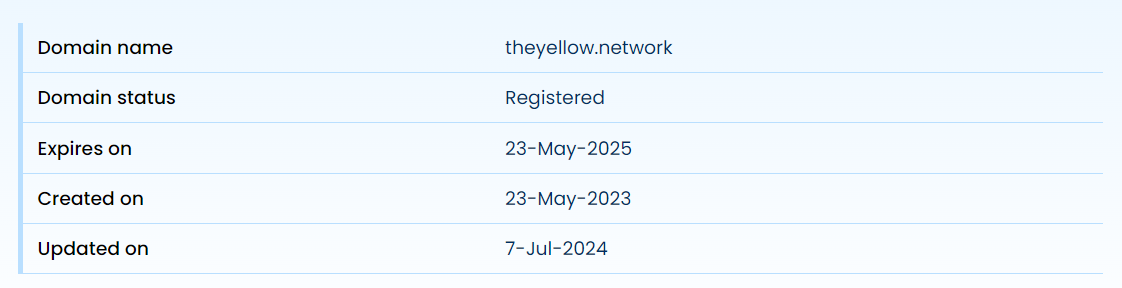 Domain name theyellow.network
Domain status Registered
Expires on 23-May-2025
Created on 23-May-2023
Updated on 7-Jul-2024